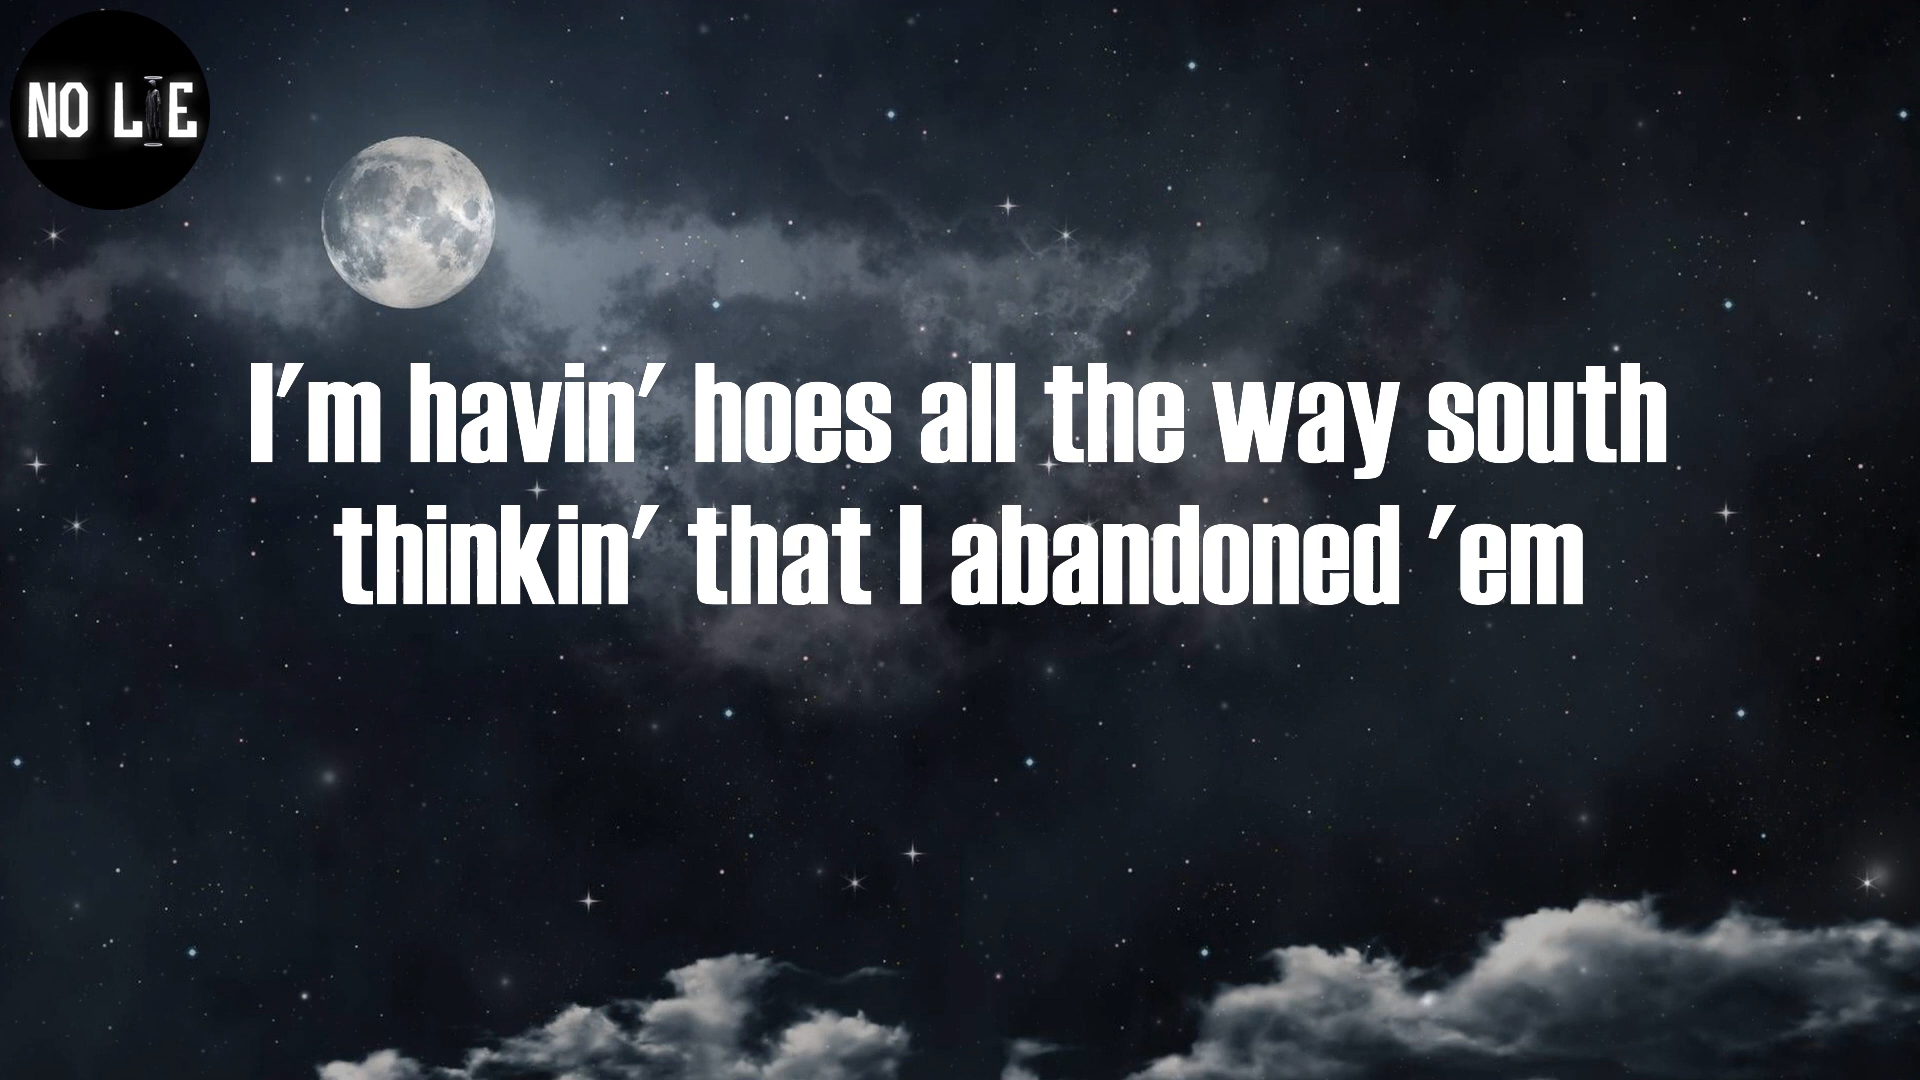 NO LIE
I'm havin' hoes all the way south
thinkin' that I abandoned 'em